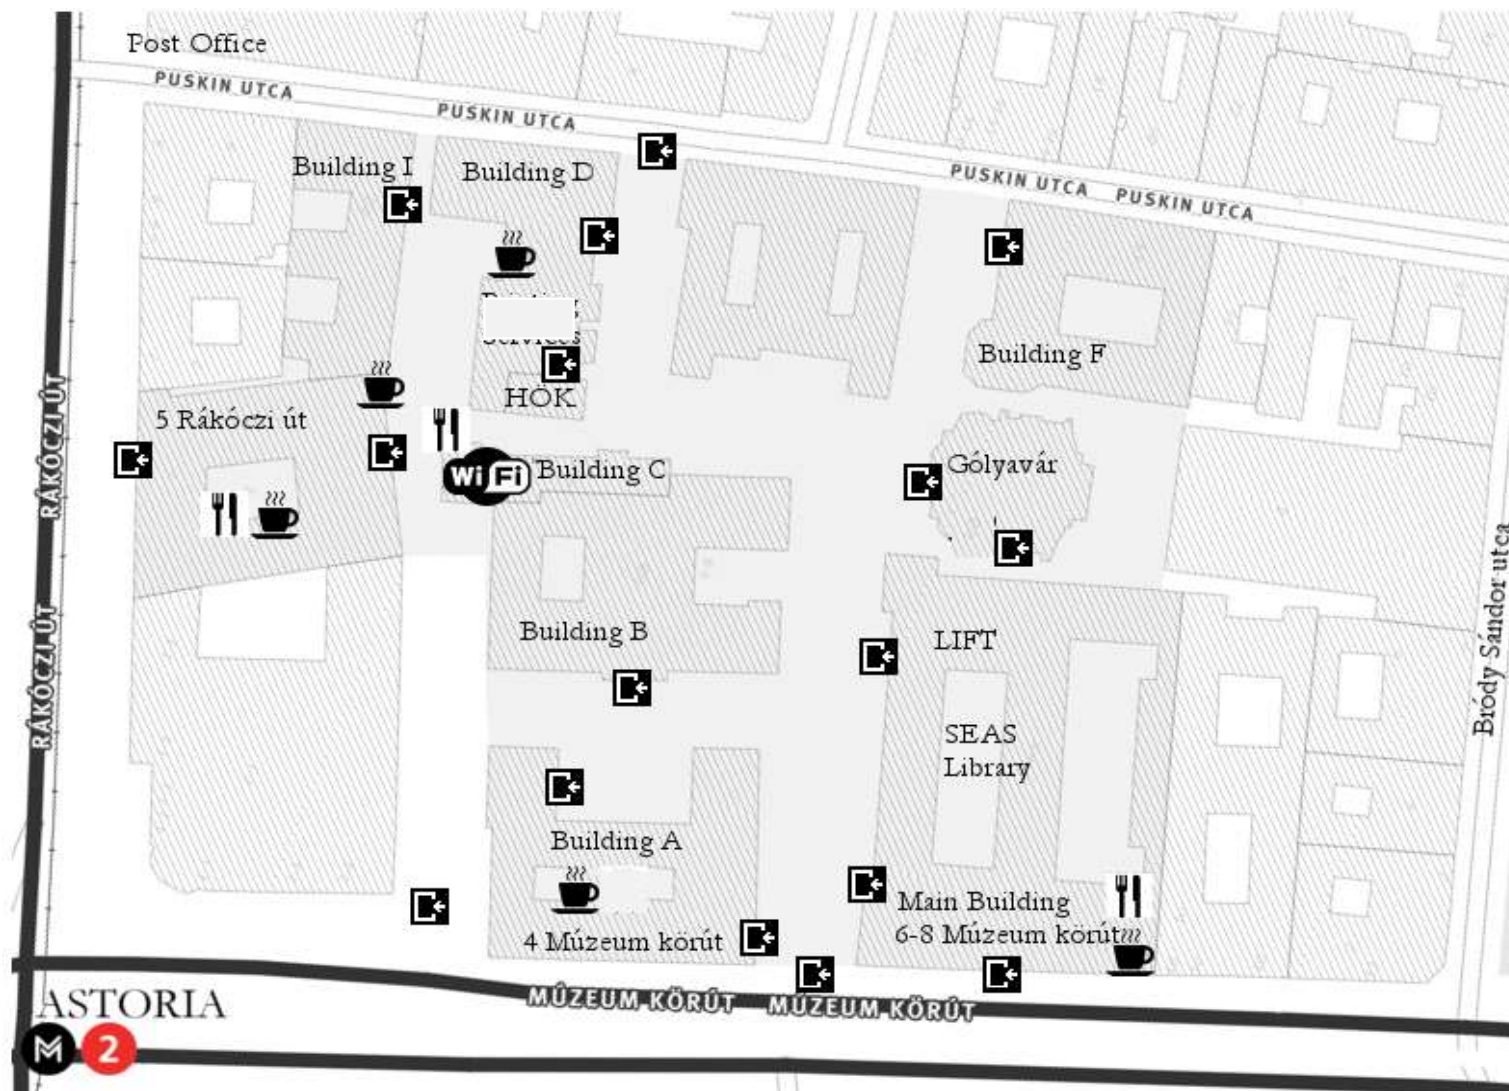 Post Office
PUSKIN UTCA
PUSKIN UTCA
PUSKIN UTCA PUSKIN UTCA
Building I
Building D
HÖK
Building F
RÁKÓCZI ÚT
5 Rákóczi út
Wi Fi
Building C
Gólyavár
Bródy Sándor utca
Building B
LIFT
RÁKÓCZI ÚT
SEAS
Library
Building A
Main Building
4 Múzeum körút
6-8 Múzeum körút
ASTORIA
MÚZEUM KÖRÚT MÚZEUM KÖRÚT
M 2